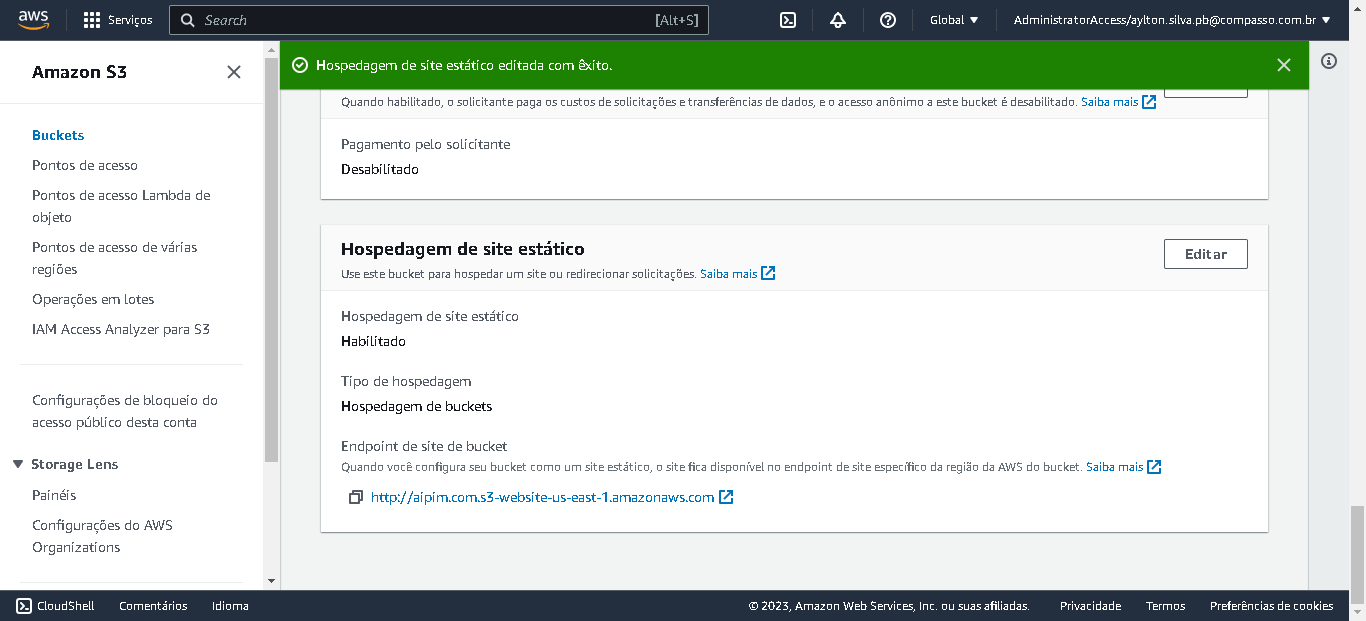 aws
Serviços
Search
[Alt+S]
Global ▼
AdministratorAccess/aylton.silva.pb@compasso.com.br ▼
Amazon S3
Buckets
Pontos de acesso
Pontos de acesso Lambda de
objeto
Pontos de acesso de várias
regiões
Operações em lotes
IAM Access Analyzer para S3
Configurações de bloqueio do
acesso público desta conta
▼ Storage Lens
Painéis
Configurações do AWS
Organizations
Hospedagem de site estático editada com êxito.
Quando habilitado, o solicitante paga os custos de solicitações e transferências de dados, e o acesso anônimo a este bucket é desabilitado. Saiba mais
Pagamento pelo solicitante
Desabilitado
Hospedagem de site estático
Use este bucket para hospedar um site ou redirecionar solicitações. Saiba mais
Editar
Hospedagem de site estático
Habilitado
Tipo de hospedagem
Hospedagem de buckets
Endpoint de site de bucket
Quando você configura seu bucket como um site estático, o site fica disponível no endpoint de site específico da região da AWS do bucket. Saiba mais
http://aipim.com.s3-website-us-east-1.amazonaws.com
CloudShell
Comentários
Idioma
© 2023, Amazon Web Services, Inc. ou suas afiliadas.
Privacidade
Termos
Preferências de cookies